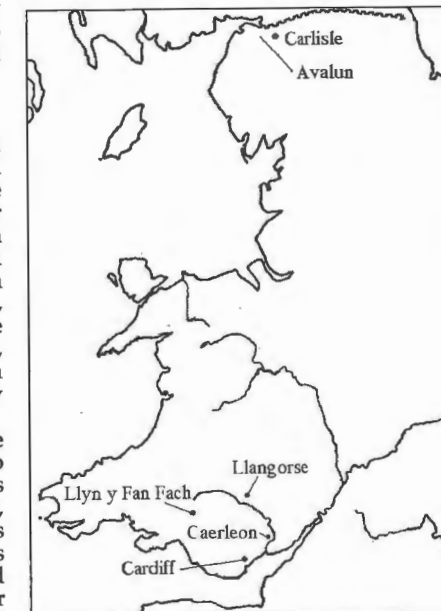 Carlisle
Avalun
Llangorse
Llyn y Fan Fach
Caerleon
Cardiff